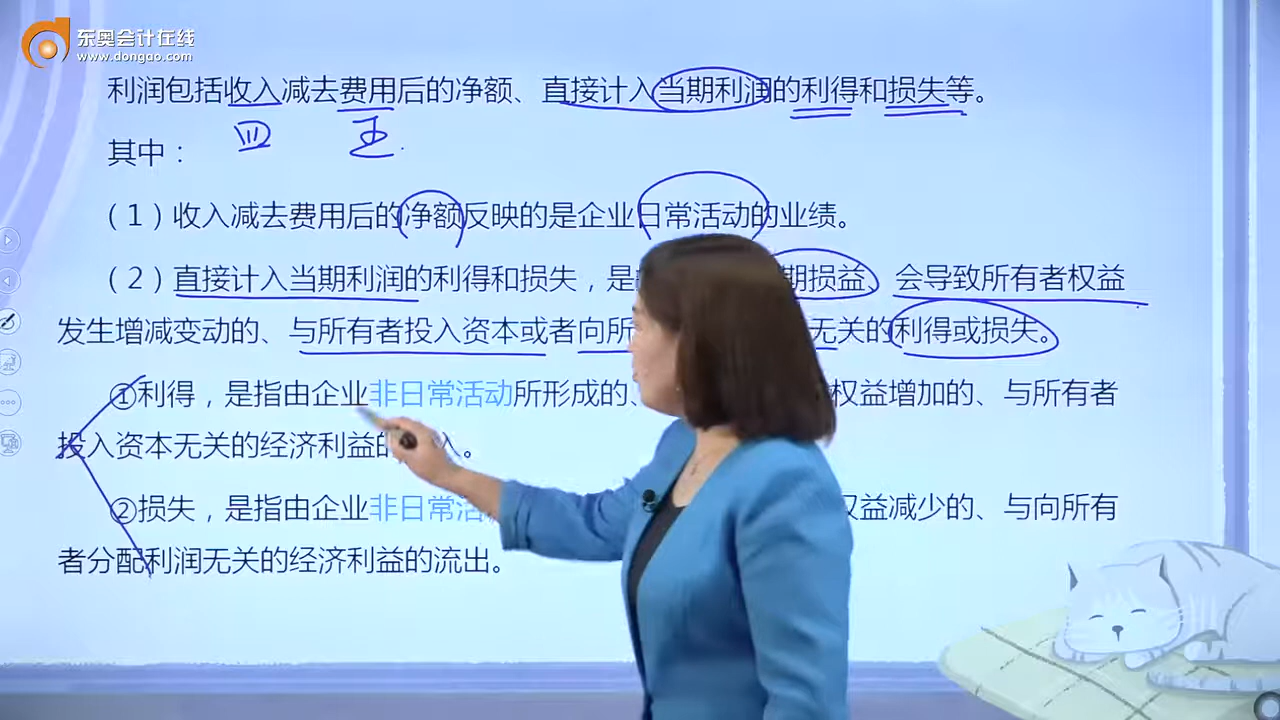 东奥会计在线
www.dongao.com
利润包括收入减去费用后的净额、直接计入当期利润的利得和损失等。
四 五
其中：
（1）收入减去费用后的净额反映的是企业日常活动的业绩。
（2）直接计入当期利润的利得和损失，是 期损益、会导致所有者权益
发生增减变动的、与所有者投入资本或者向所 无关的利得或损失。
①利得，是指由企业非日常活动所形成的、 权益增加的、与所有者
投入资本无关的经济利益的 入。
②损失，是指由企业非日常活 权益减少的、与向所有
者分配利润无关的经济利益的流出。